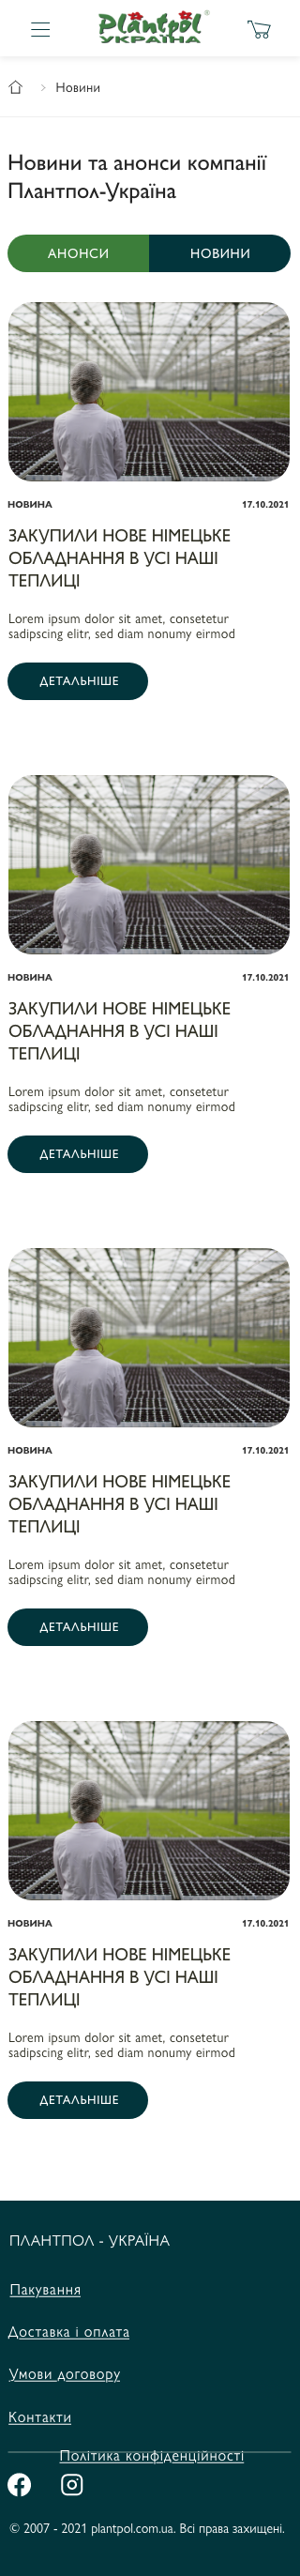 Plantpol®
УКРАЇНА
Новини
Новини та анонси компанії
Плантпол-Україна
АНОНСИ НОВИНИ
НОВИНА 17.10.2021
ЗАКУПИЛИ НОВЕ НІМЕЦЬКЕ
ОБЛАДНАННЯ В УСІ НАШІ
ТЕПЛИЦІ
Lorem ipsum dolor sit amet, consetetur
sadipscing elitr, sed diam nonumy eirmod
ДЕТАЛЬНІШЕ
НОВИНА 17.10.2021
ЗАКУПИЛИ НОВЕ НІМЕЦЬКЕ
ОБЛАДНАННЯ В УСІ НАШІ
ТЕПЛИЦІ
Lorem ipsum dolor sit amet, consetetur
sadipscing elitr, sed diam nonumy eirmod
ДЕТАЛЬНІШЕ
НОВИНА 17.10.2021
ЗАКУПИЛИ НОВЕ НІМЕЦЬКЕ
ОБЛАДНАННЯ В УСІ НАШІ
ТЕПЛИЦІ
Lorem ipsum dolor sit amet, consetetur
sadipscing elitr, sed diam nonumy eirmod
ДЕТАЛЬНІШЕ
НОВИНА 17.10.2021
ЗАКУПИЛИ НОВЕ НІМЕЦЬКЕ
ОБЛАДНАННЯ В УСІ НАШІ
ТЕПЛИЦІ
Lorem ipsum dolor sit amet, consetetur
sadipscing elitr, sed diam nonumy eirmod
ДЕТАЛЬНІШЕ
ПЛАНТПОЛ - УКРАЇНА
Пакування
Доставка і оплата
Умови договору
Контакти
Політика конфіденційності
© 2007 - 2021 plantpol.com.ua. Всі права захищені.